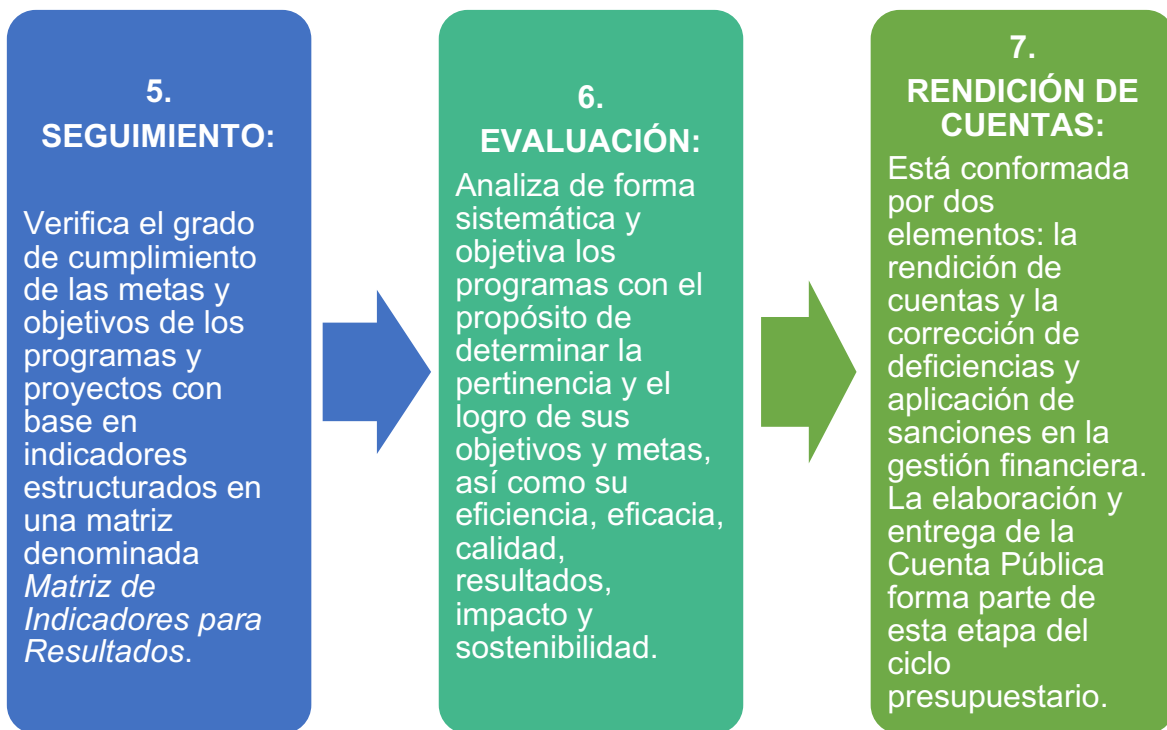 5.
SEGUIMIENTO:
Verifica el grado
de cumplimiento
de las metas y
objetivos de los
programas y
proyectos con
base en
indicadores
estructurados en
una matriz
denominada
Matriz de
Indicadores para
Resultados.
6.
EVALUACIÓN:
Analiza de forma
sistemática y
objetiva los
programas con el
propósito de
determinar la
pertinencia y el
logro de sus
objetivos y metas,
así como su
eficiencia, eficacia,
calidad,
resultados,
impacto y
sostenibilidad.
7.
RENDICIÓN DE
CUENTAS:
Está conformada
por dos
elementos: la
rendición de
cuentas y la
corrección de
deficiencias y
aplicación de
sanciones en la
gestión financiera.
La elaboración y
entrega de la
Cuenta Pública
forma parte de
esta etapa del
ciclo
presupuestario.